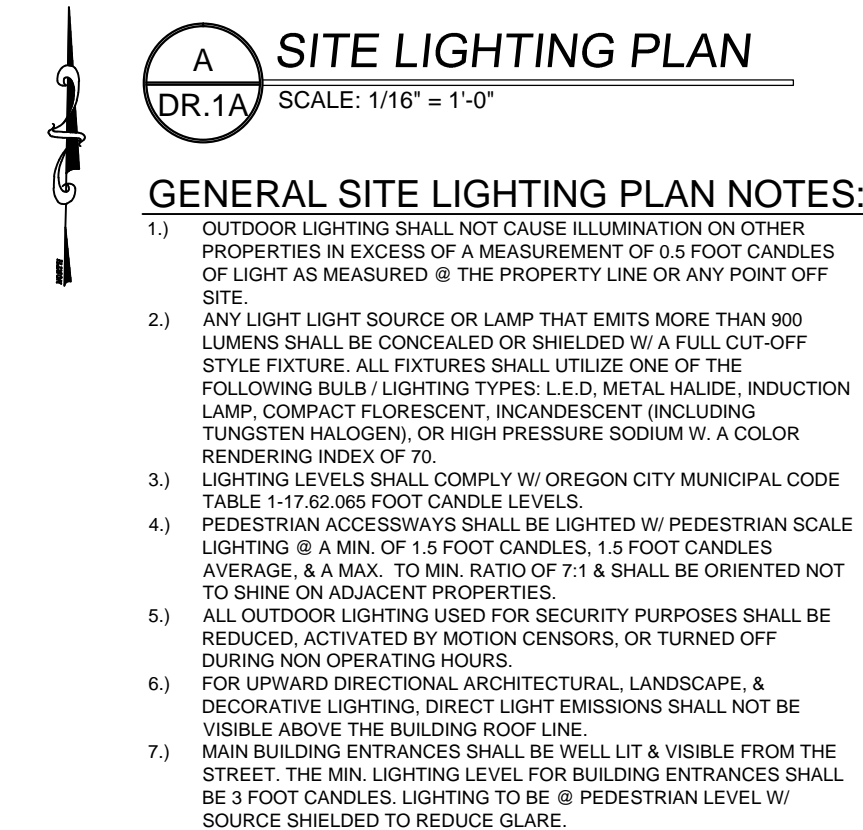 A
DR.1A
SITE LIGHTING PLAN
SCALE: 1/16" = 1'-0"
NORTH
GENERAL SITE LIGHTING PLAN NOTES:
1.) OUTDOOR LIGHTING SHALL NOT CAUSE ILLUMINATION ON OTHER
PROPERTIES IN EXCESS OF A MEASUREMENT OF 0.5 FOOT CANDLES
OF LIGHT AS MEASURED @ THE PROPERTY LINE OR ANY POINT OFF
SITE.
2.) ANY LIGHT LIGHT SOURCE OR LAMP THAT EMITS MORE THAN 900
LUMENS SHALL BE CONCEALED OR SHIELDED W/ A FULL CUT-OFF
STYLE FIXTURE. ALL FIXTURES SHALL UTILIZE ONE OF THE
FOLLOWING BULB / LIGHTING TYPES: L.E.D, METAL HALIDE, INDUCTION
LAMP, COMPACT FLORESCENT, INCANDESCENT (INCLUDING
TUNGSTEN HALOGEN), OR HIGH PRESSURE SODIUM W. A COLOR
RENDERING INDEX OF 70.
3.) LIGHTING LEVELS SHALL COMPLY W/ OREGON CITY MUNICIPAL CODE
TABLE 1-17.62.065 FOOT CANDLE LEVELS.
4.) PEDESTRIAN ACCESSWAYS SHALL BE LIGHTED W/ PEDESTRIAN SCALE
LIGHTING @ A MIN. OF 1.5 FOOT CANDLES, 1.5 FOOT CANDLES
AVERAGE, & A MAX. TO MIN. RATIO OF 7:1 & SHALL BE ORIENTED NOT
TO SHINE ON ADJACENT PROPERTIES.
5.) ALL OUTDOOR LIGHTING USED FOR SECURITY PURPOSES SHALL BE
REDUCED, ACTIVATED BY MOTION CENSORS, OR TURNED OFF
DURING NON OPERATING HOURS.
6.) FOR UPWARD DIRECTIONAL ARCHITECTURAL, LANDSCAPE, &
DECORATIVE LIGHTING, DIRECT LIGHT EMISSIONS SHALL NOT BE
VISIBLE ABOVE THE BUILDING ROOF LINE.
7.) MAIN BUILDING ENTRANCES SHALL BE WELL LIT & VISIBLE FROM THE
STREET. THE MIN. LIGHTING LEVEL FOR BUILDING ENTRANCES SHALL
BE 3 FOOT CANDLES. LIGHTING TO BE @ PEDESTRIAN LEVEL W/
SOURCE SHIELDED TO REDUCE GLARE.